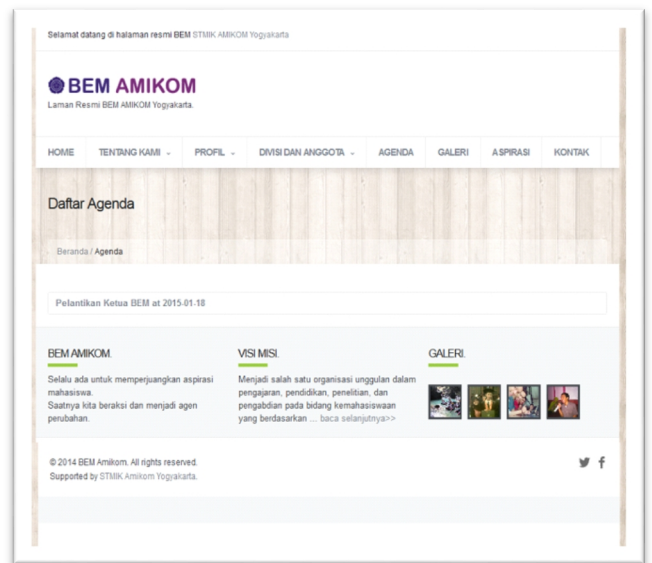 Selamat datang di halaman resmi BEM STMIK AMIKOM Yogyakarta
BEM AMIKOM
Laman Resmi BEM AMIKOM Yogyakarta.
HOME TENTANG KAMI PROFIL DIVISI DAN ANGGOTA AGENDA GALERI ASPIRASI KONTAK
Daftar Agenda
Beranda / Agenda
Pelantikan Ketua BEM at 2015-01-18
BEM AMIKOM.
Selalu ada untuk memperjuangkan aspirasi
mahasiswa.
Saatnya kita beraksi dan menjadi agen
perubahan.
VISI MISI.
Menjadi salah satu organisasi unggulan dalam
pengajaran, pendidikan, penelitian, dan
pengabdian pada bidang kemahasiswaan
yang berdasarkan ... baca selanjutnya>>
GALERI.
© 2014 BEM Amikom. All rights reserved.
Supported by STMIK Amikom Yogyakarta.